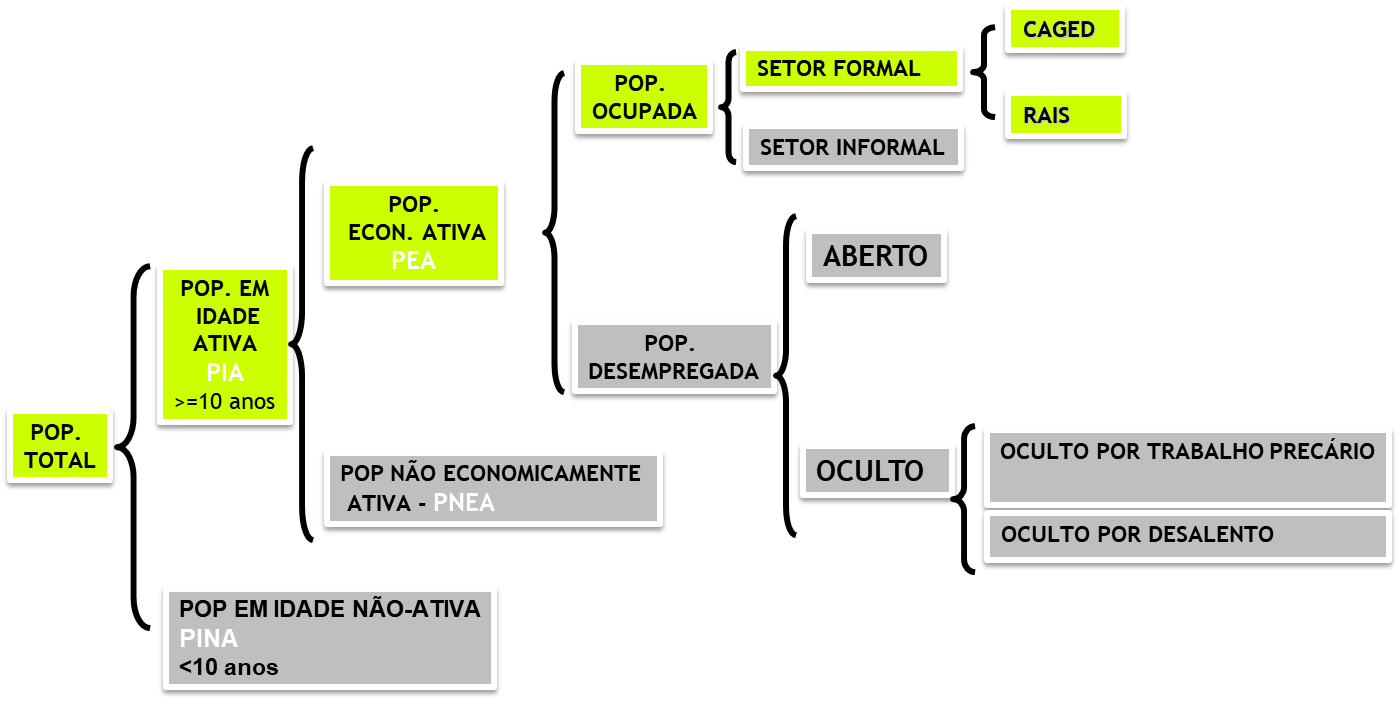 POP.
TOTAL
POP. EM
IDADE
ATIVA
PIA
>=10 anos
POP EM IDADE NÃO-ATIVA
PINA
<10 anos
POP.
ECON. ATIVA
PEA
POP NÃO ECONOMICAMENTE
ATIVA - PNEA
POP.
OCUPADA
POP.
DESEMPREGADA
SETOR FORMAL
SETOR INFORMAL
CAGED
RAIS
ABERTO
OCULTO
OCULTO POR TRABALHO PRECÁRIO
OCULTO POR DESALENTO